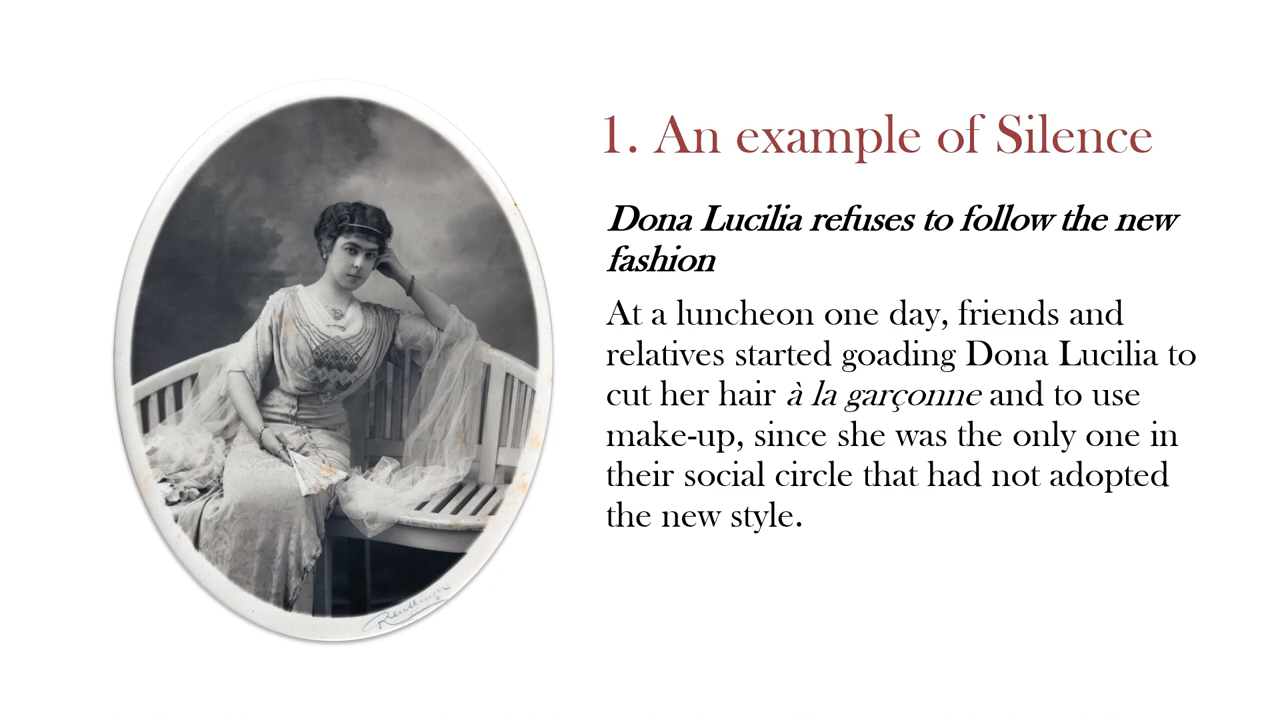 1. An example of Silence
Dona Lucilia refuses to follow the new
fashion
At a luncheon one day, friends and
relatives started goading Dona Lucilia to
cut her hair à la garçonne and to use
make-up, since she was the only one in
their social circle that had not adopted
the new style.